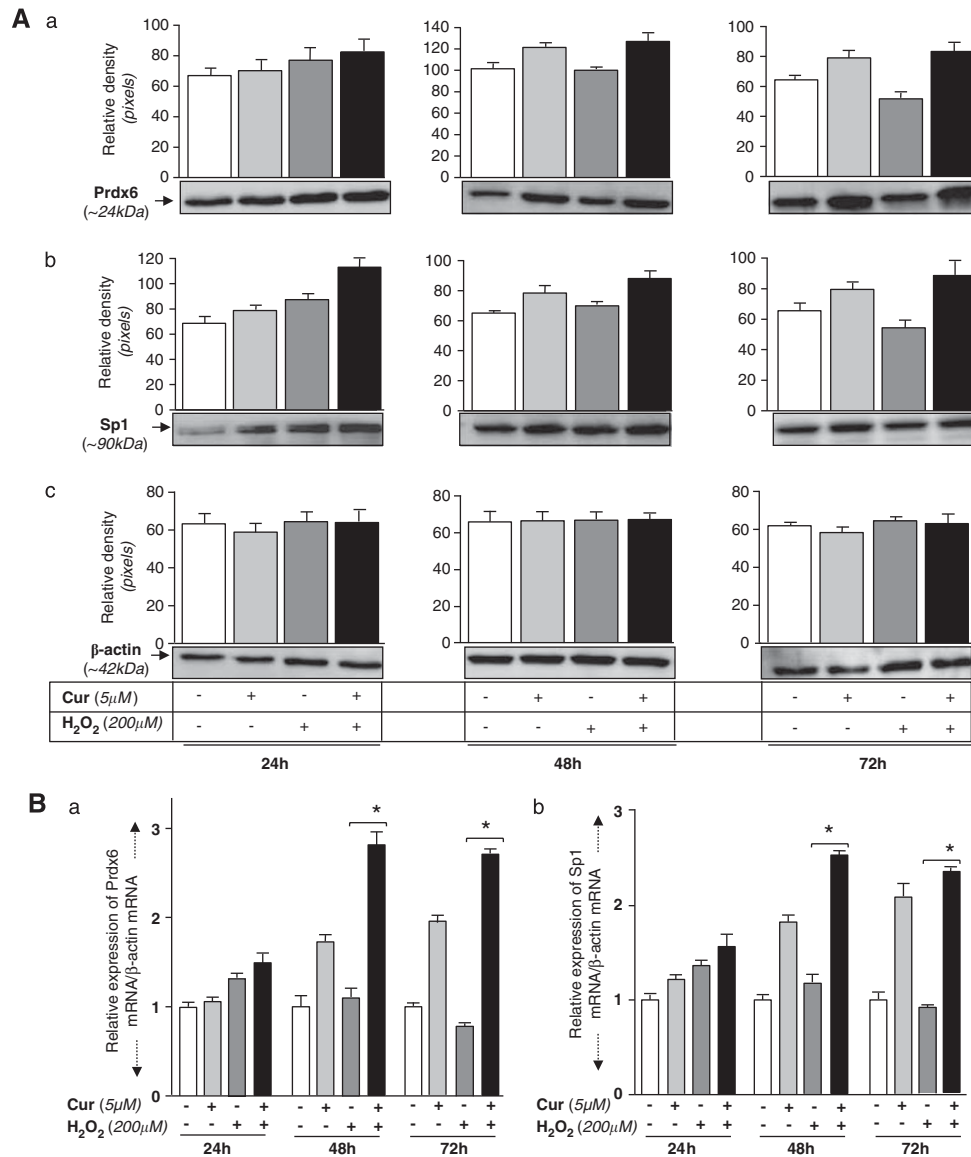 A a
Relative density
(pixels)
100
80
60
40
20
0
140
120
100
80
60
40
20
0
100
80
60
40
20
0
Prdx6
(~24kDa)
b
Relative density
(pixels)
120
100
80
60
40
20
0
100
80
60
40
20
0
100
80
60
40
20
0
Sp1
(~90kDa)
c
Relative density
(pixels)
80
60
40
20
0
80
60
40
20
0
80
60
40
20
0
β-actin
(~42kDa)
Cur (5μM) - + - + - + - + - + - +
H2O2 (200μM) - - + + - - + + - - + +
24h 48h 72h
B a
Relative expression of Prdx6
mRNA/β-actin mRNA
3
2
1
0
* *
Cur (5μM) - + - + - + - + - + - +
H2O2 (200μM) - - + + - - + + - - + +
24h 48h 72h
b
Relative expression of Sp1
mRNA/β-actin mRNA
3
2
1
0
* *
Cur (5μM) - + - + - + - + - + - +
H2O2 (200μM) - - + + - - + + - - + +
24h 48h 72h